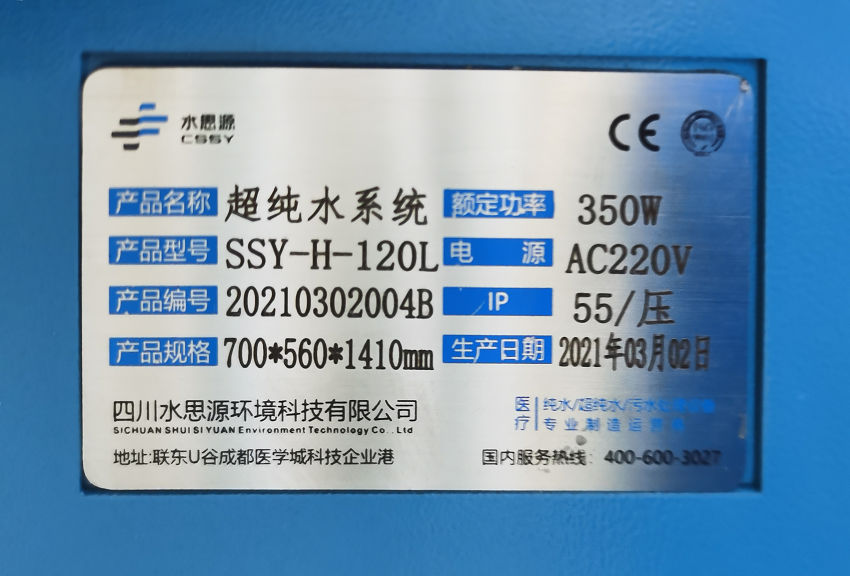 水思源
CSSY
CE
ISO
产品名称 超纯水系统 额定功率 350W
产品型号 SSY-H-120L 电 源 AC220V
产品编号 20210302004B IP 55/压
产品规格 700*560*1410mm 生产日期 2021年03月02日
四川水思源环境科技有限公司
SICHUAN SHUI SI YUAN Environment Technology Co., Ltd
医疗 纯水/超纯水/污水处理设备
专业制造运营商
地址:联东U谷成都医学城科技企业港 国内服务热线: 400-600-3027